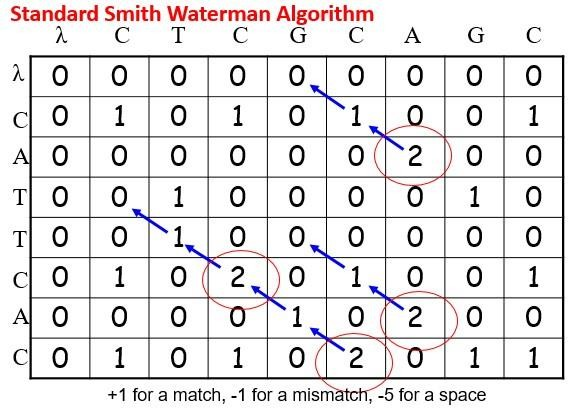 Standard Smith Waterman Algorithm
λ C T C G C A G C
λ 0 0 0 0 0 0 0 0 0
C 0 1 0 1 0 1 0 0 1
A 0 0 0 0 0 0 2 0 0
T 0 0 1 0 0 0 0 1 0
T 0 0 1 0 0 0 0 0 0
C 0 1 0 2 0 1 0 0 1
A 0 0 0 0 1 0 2 0 0
C 0 1 0 1 0 2 0 1 1
+1 for a match, -1 for a mismatch, -5 for a space